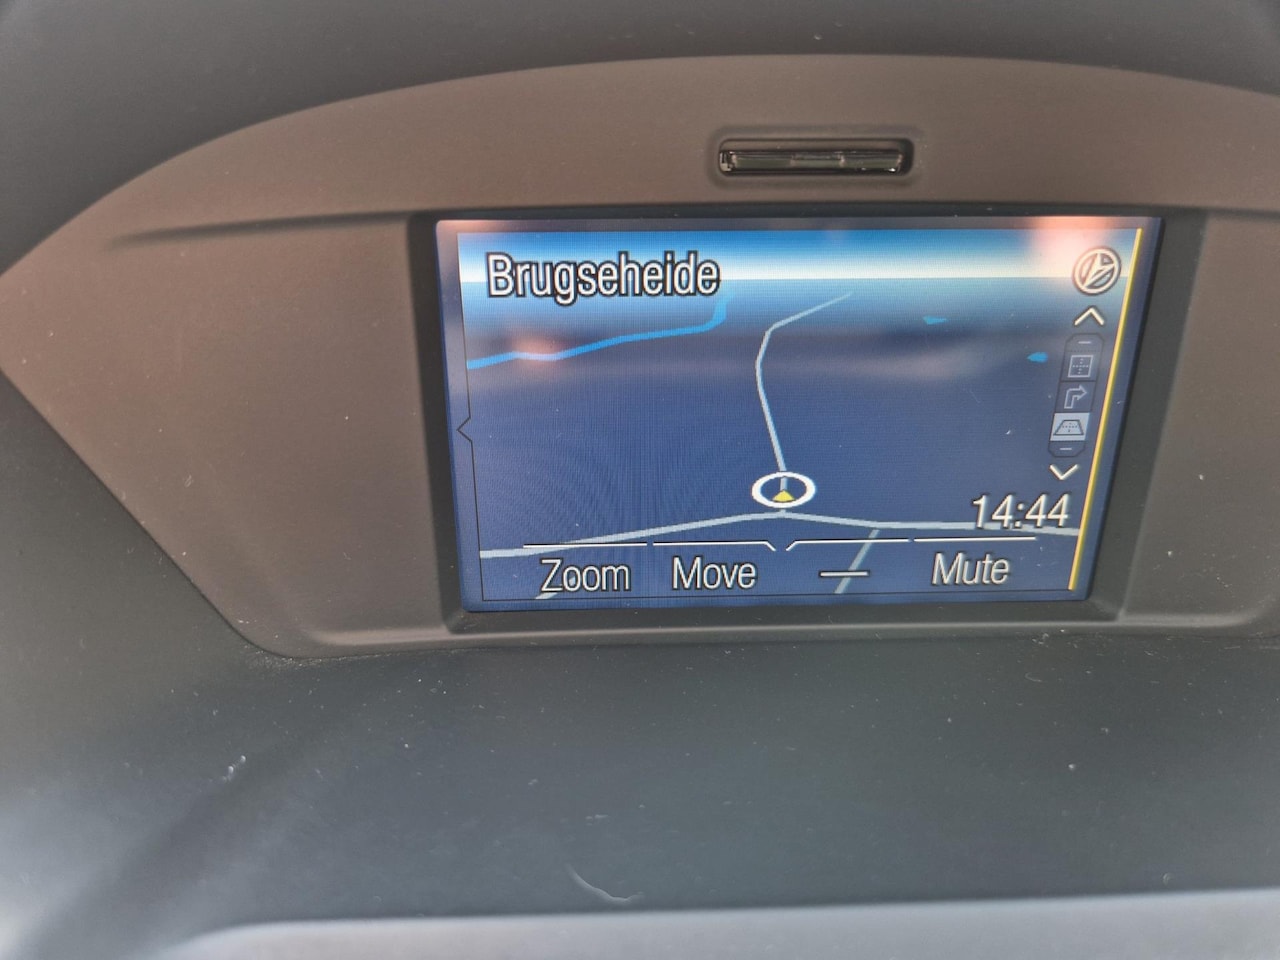 Brugseheide
14:44
Zoom Move — Mute